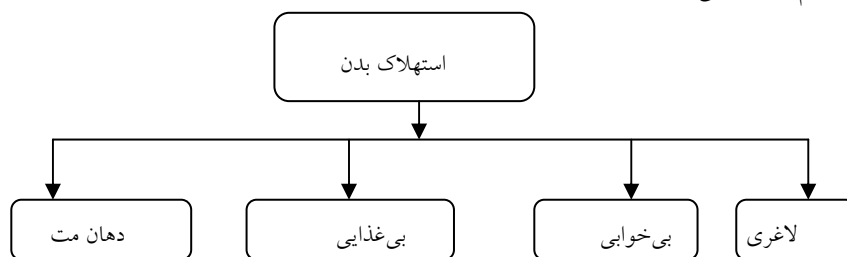 استهلاک بدن
لاغری
بی‌خوابی
بی‌غذایی
دهان مت